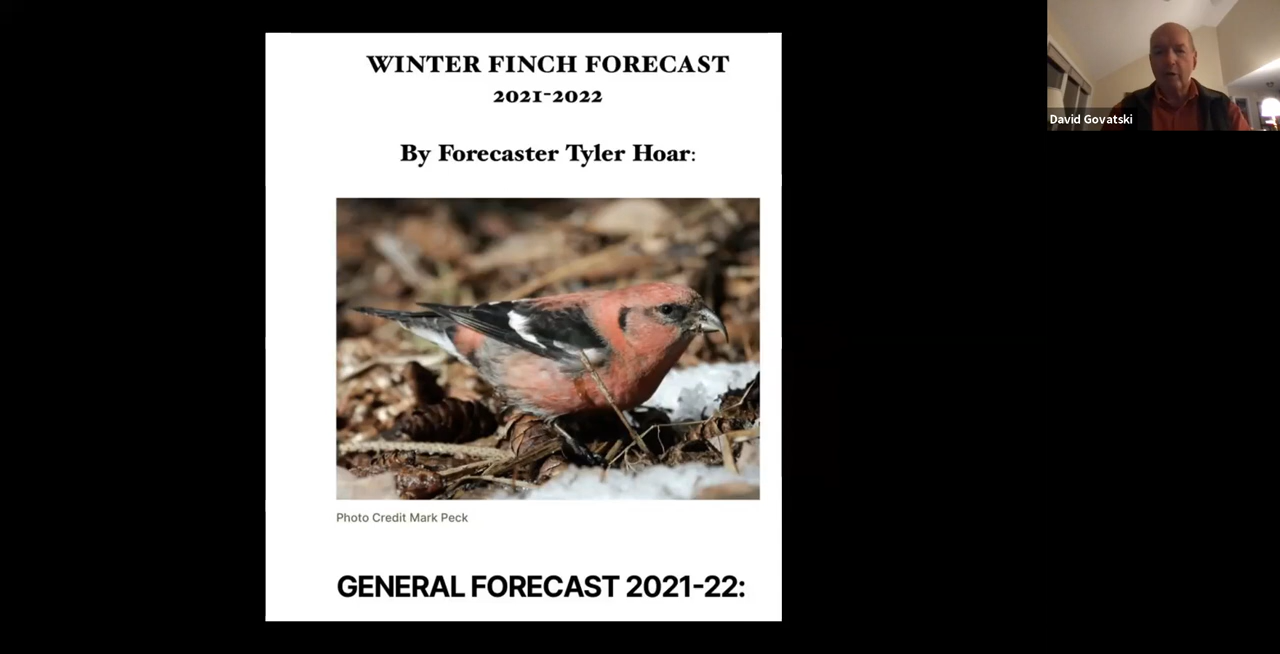 WINTER FINCH FORECAST
2021-2022
By Forecaster Tyler Hoar:
Photo Credit Mark Peck
GENERAL FORECAST 2021-22:
David Govatski